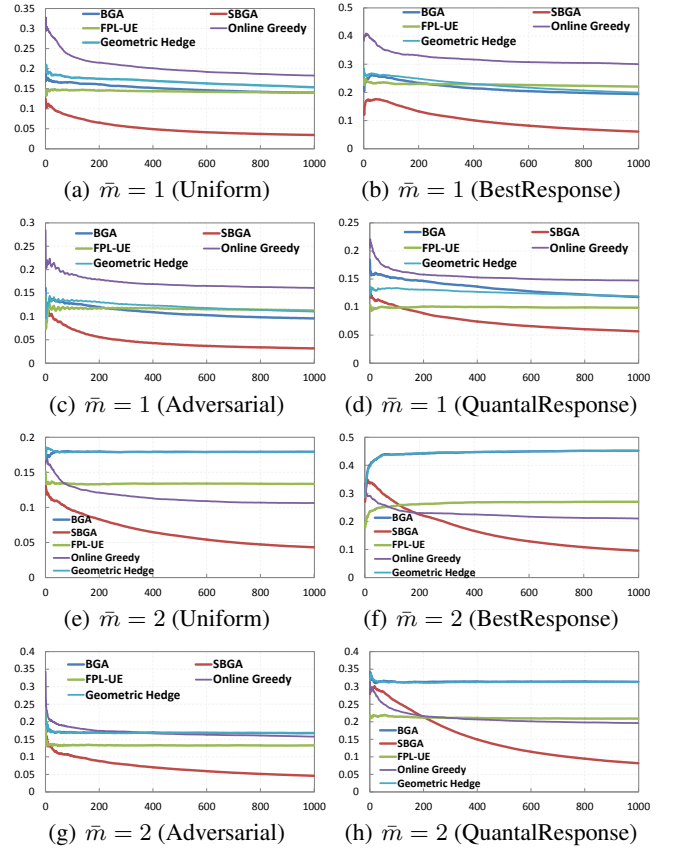 0.35
0.3
0.25
0.2
0.15
0.1
0.05
0
0 200 400 600 800 1000
BGA SBGA
FPL-UE Online Greedy
Geometric Hedge
(a) m̄ = 1 (Uniform)
0.5
0.4
0.3
0.2
0.1
0
0 200 400 600 800 1000
BGA SBGA
FPL-UE Online Greedy
Geometric Hedge
(b) m̄ = 1 (BestResponse)
0.3
0.25
0.2
0.15
0.1
0.05
0
0 200 400 600 800 1000
BGA SBGA
FPL-UE Online Greedy
Geometric Hedge
(c) m̄ = 1 (Adversarial)
0.25
0.2
0.15
0.1
0.05
0
0 200 400 600 800 1000
BGA SBGA
FPL-UE Online Greedy
Geometric Hedge
(d) m̄ = 1 (QuantalResponse)
0.2
0.15
0.1
0.05
0
0 200 400 600 800 1000
BGA
SBGA
FPL-UE
Online Greedy
Geometric Hedge
(e) m̄ = 2 (Uniform)
0.5
0.4
0.3
0.2
0.1
0
0 200 400 600 800 1000
BGA
SBGA
FPL-UE
Online Greedy
Geometric Hedge
(f) m̄ = 2 (BestResponse)
0.4
0.35
0.3
0.25
0.2
0.15
0.1
0.05
0
0 200 400 600 800 1000
BGA SBGA
FPL-UE Online Greedy
Geometric Hedge
(g) m̄ = 2 (Adversarial)
0.4
0.35
0.3
0.25
0.2
0.15
0.1
0.05
0
0 200 400 600 800 1000
BGA
SBGA
FPL-UE
Online Greedy
Geometric Hedge
(h) m̄ = 2 (QuantalResponse)